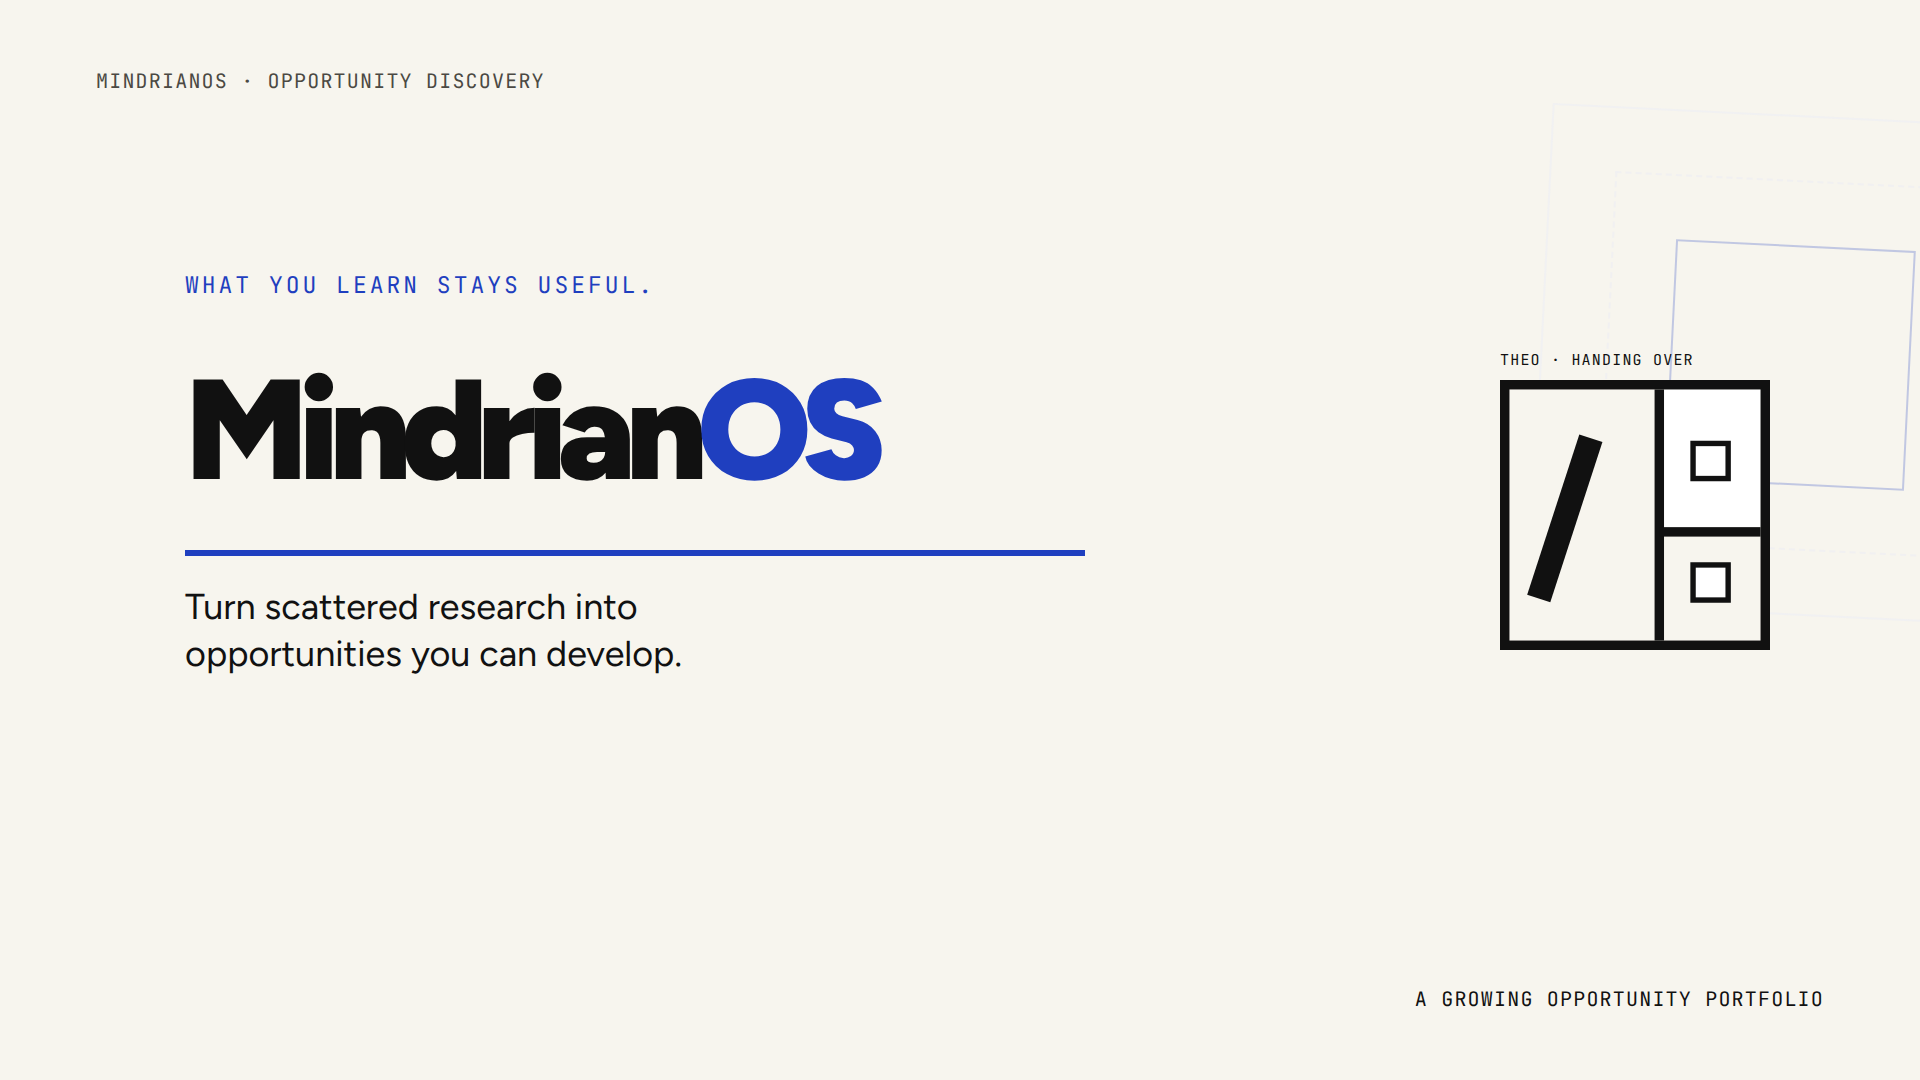 MINDRIANOS · OPPORTUNITY DISCOVERY
WHAT YOU LEARN STAYS USEFUL.
MindrianOS
Turn scattered research into
opportunities you can develop.
THEO · HANDING OVER
A GROWING OPPORTUNITY PORTFOLIO